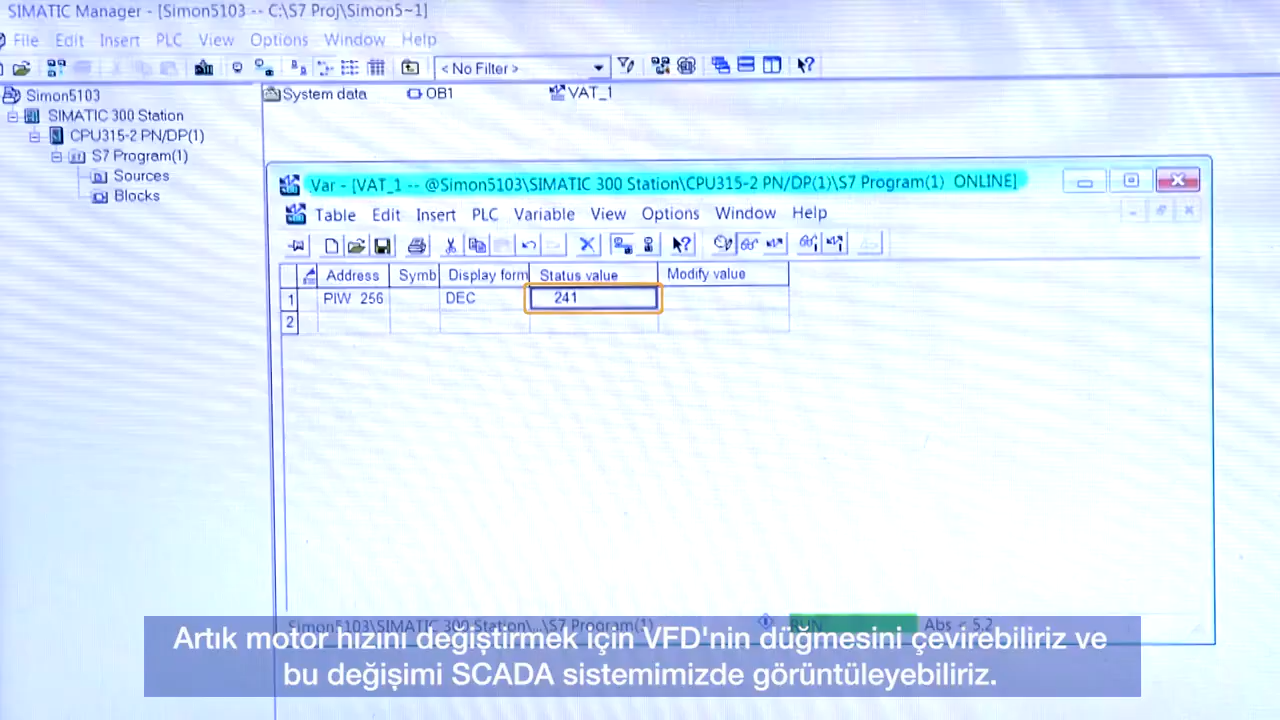 SIMATIC Manager - [Simon5103 -- C:\S7 Proj\Simon5~1]
File Edit Insert PLC View Options Window Help
< No Filter >
Simon5103
SIMATIC 300 Station
CPU315-2 PN/DP(1)
S7 Program(1)
Sources
Blocks
System data OB1 VAT_1
Var - [VAT_1 -- @Simon5103\SIMATIC 300 Station\CPU315-2 PN/DP(1)\S7 Program(1) ONLINE]
Table Edit Insert PLC Variable View Options Window Help
Address Symb Display form Status value Modify value
1 PIW 256 DEC 241
2
Simon5103\SIMATIC 300 Station\...\S7 Program(1) RUN Abs < 5.2
Artık motor hızını değiştirmek için VFD'nin düğmesini çevirebiliriz ve
bu değişimi SCADA sistemimizde görüntüleyebiliriz.